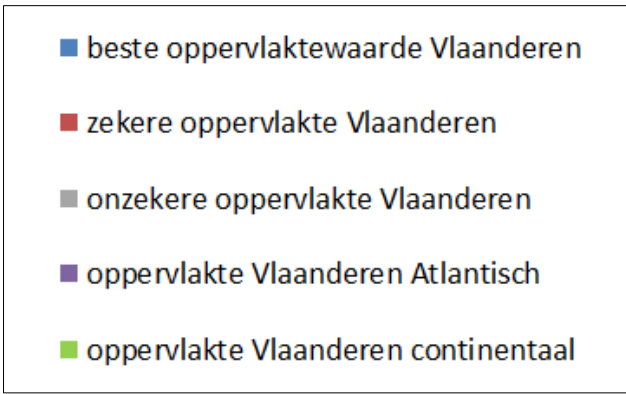 beste oppervlaktewaarde Vlaanderen
zekere oppervlakte Vlaanderen
onzekere oppervlakte Vlaanderen
oppervlakte Vlaanderen Atlantisch
oppervlakte Vlaanderen continentaal